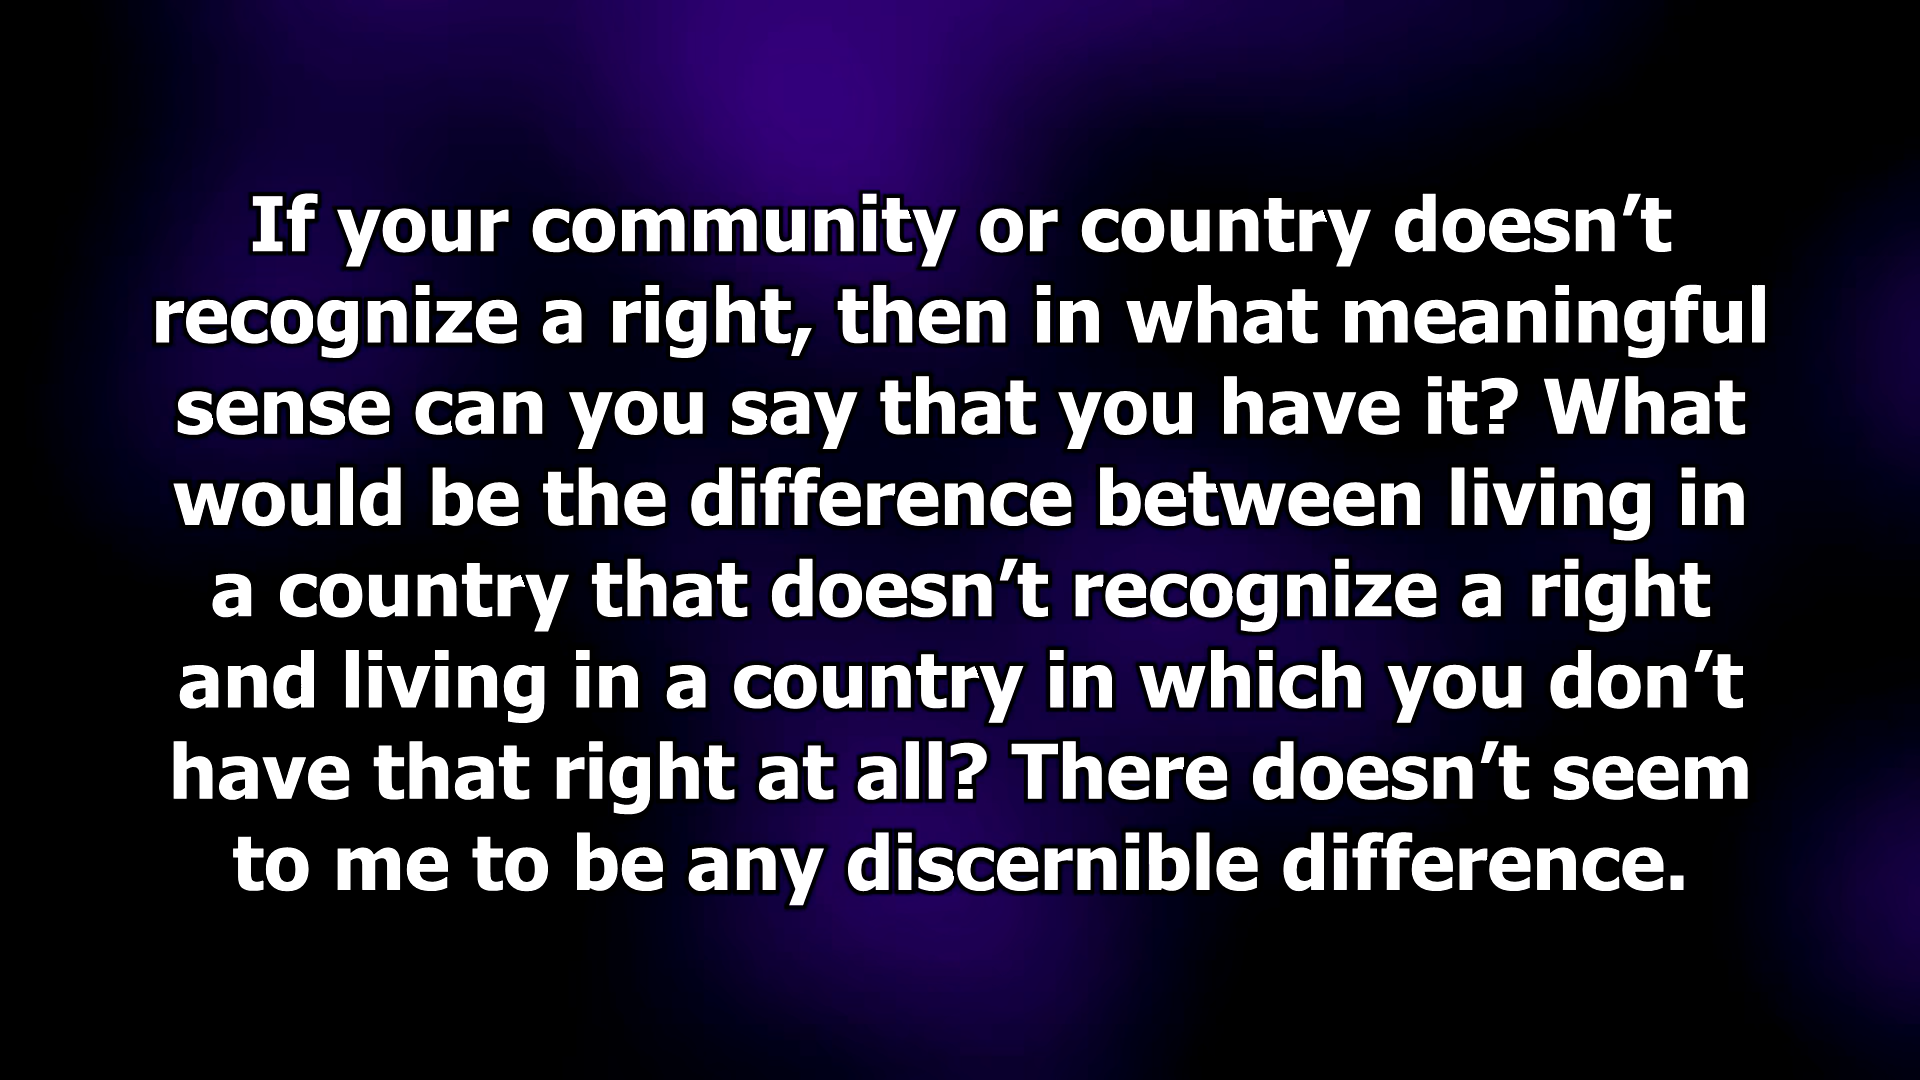 If your community or country doesn’t
recognize a right, then in what meaningful
sense can you say that you have it? What
would be the difference between living in
a country that doesn’t recognize a right
and living in a country in which you don’t
have that right at all? There doesn’t seem
to me to be any discernible difference.